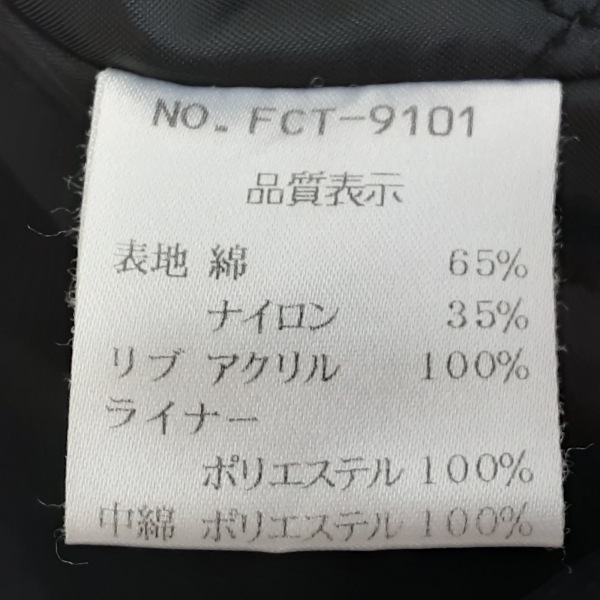 NO. FCT-9101
品質表示
表地 綿 65%
ナイロン 35%
リブ アクリル 100%
ライナー
ポリエステル 100%
中綿 ポリエステル 100%